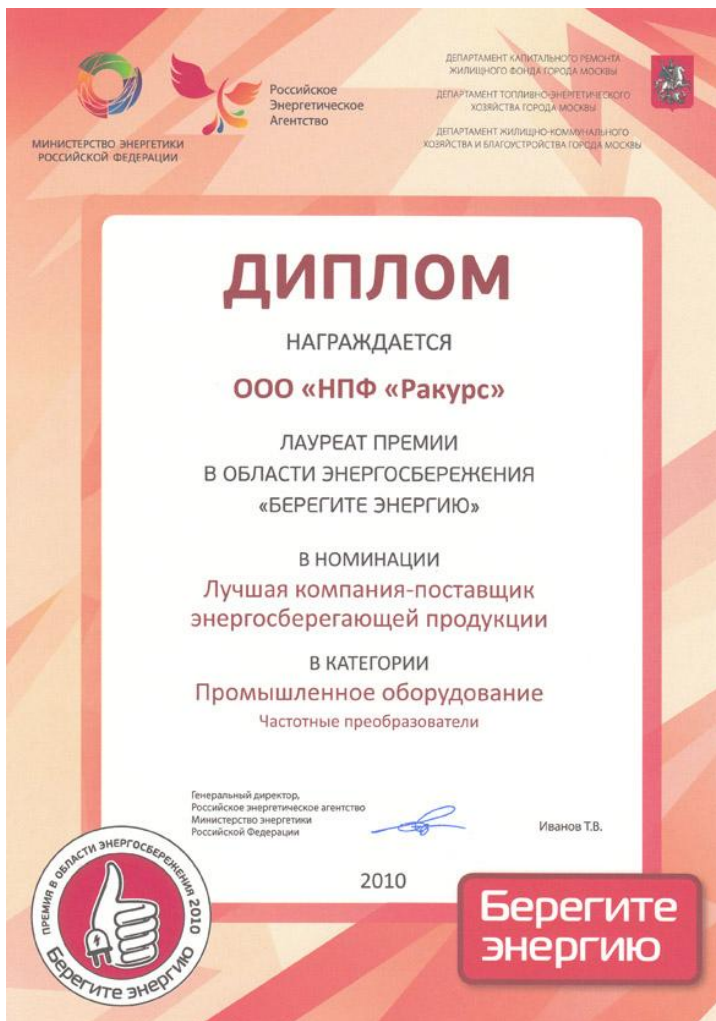 МИНИСТЕРСТВО ЭНЕРГЕТИКИ
РОССИЙСКОЙ ФЕДЕРАЦИИ
Российское
Энергетическое
Агентство
ДЕПАРТАМЕНТ КАПИТАЛЬНОГО РЕМОНТА
ЖИЛИЩНОГО ФОНДА ГОРОДА МОСКВЫ
ДЕПАРТАМЕНТ ТОПЛИВНО-ЭНЕРГЕТИЧЕСКОГО
ХОЗЯЙСТВА ГОРОДА МОСКВЫ
ДЕПАРТАМЕНТ ЖИЛИЩНО-КОММУНАЛЬНОГО
ХОЗЯЙСТВА И БЛАГОУСТРОЙСТВА ГОРОДА МОСКВЫ
ДИПЛОМ
НАГРАЖДАЕТСЯ
ООО «НПФ «Ракурс»
ЛАУРЕАТ ПРЕМИИ
В ОБЛАСТИ ЭНЕРГОСБЕРЕЖЕНИЯ
«БЕРЕГИТЕ ЭНЕРГИЮ»
В НОМИНАЦИИ
Лучшая компания-поставщик
энергосберегающей продукции
В КАТЕГОРИИ
Промышленное оборудование
Частотные преобразователи
Генеральный директор,
Российское энергетическое агентство
Министерство энергетики
Российской Федерации
Иванов Т.В.
2010
ПРЕМИЯ В ОБЛАСТИ ЭНЕРГОСБЕРЕЖЕНИЯ 2010
Берегите энергию
Берегите
энергию